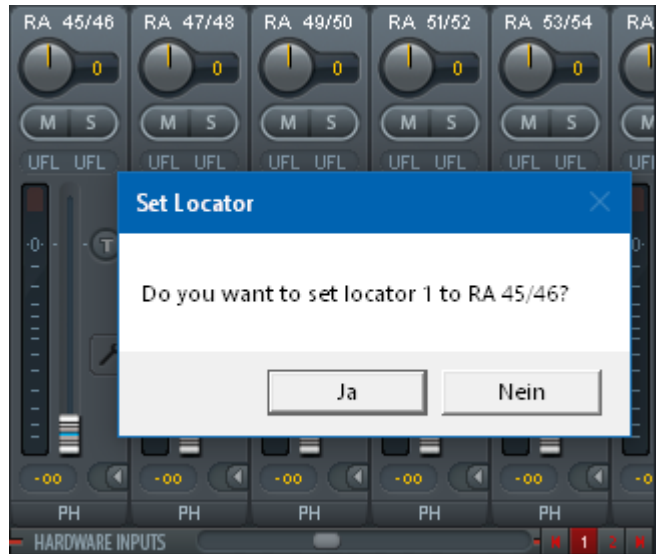 RA 45/46 RA 47/48 RA 49/50 RA 51/52 RA 53/54 RA
0 0 0 0 0
M S M S M S M S M S M
UFL UFL UFL UFL UFL UFL UFL UFL UFL UFL UFL
Set Locator
0 T 0
Do you want to set locator 1 to RA 45/46?
Ja Nein
-oo -oo -oo -oo -oo -o
PH PH PH PH PH
HARDWARE INPUTS 1 2